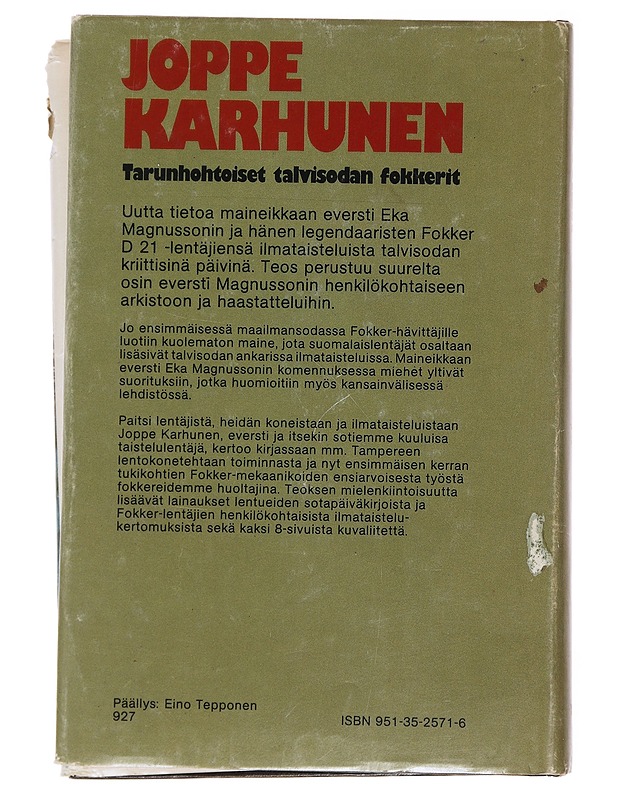 JOPPE
KARHUNEN
Tarunhohtoiset talvisodan fokkerit
Uutta tietoa maineikkaan eversti Eka
Magnussonin ja hänen legendaaristen Fokker
D 21 -lentäjiensä ilmataisteluista talvisodan
kriittisinä päivinä. Teos perustuu suurelta
osin eversti Magnussonin henkilökohtaiseen
arkistoon ja haastatteluihin.
Jo ensimmäisessä maailmansodassa Fokker-hävittäjille
luotiin kuolematon maine, jota suomalaislentäjät osaltaan
lisäsivät talvisodan ankarissa ilmataisteluissa. Maineikkaan
eversti Eka Magnussonin komennuksessa miehet yltivät
suorituksiin, jotka huomioitiin myös kansainvälisessä
lehdistössä.
Paitsi lentäjistä, heidän koneistaan ja ilmataisteluistaan
Joppe Karhunen, eversti ja itsekin sotiemme kuuluisa
taistelulentäjä, kertoo kirjassaan mm. Tampereen
lentokonetehtaan toiminnasta ja nyt ensimmäisen kerran
tukikohtien Fokker-mekaanikoiden ensiarvoisesta työstä
fokkereidemme huoltajina. Teoksen mielenkiintoisuutta
lisäävät lainaukset lentueiden sotapäiväkirjoista ja
Fokker-lentäjien henkilökohtaisista ilmataistelu-
kertomuksista sekä kaksi 8-sivuista kuvaliitettä.
Päällys: Eino Tepponen
927
ISBN 951-35-2571-6